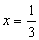 x = 1/3